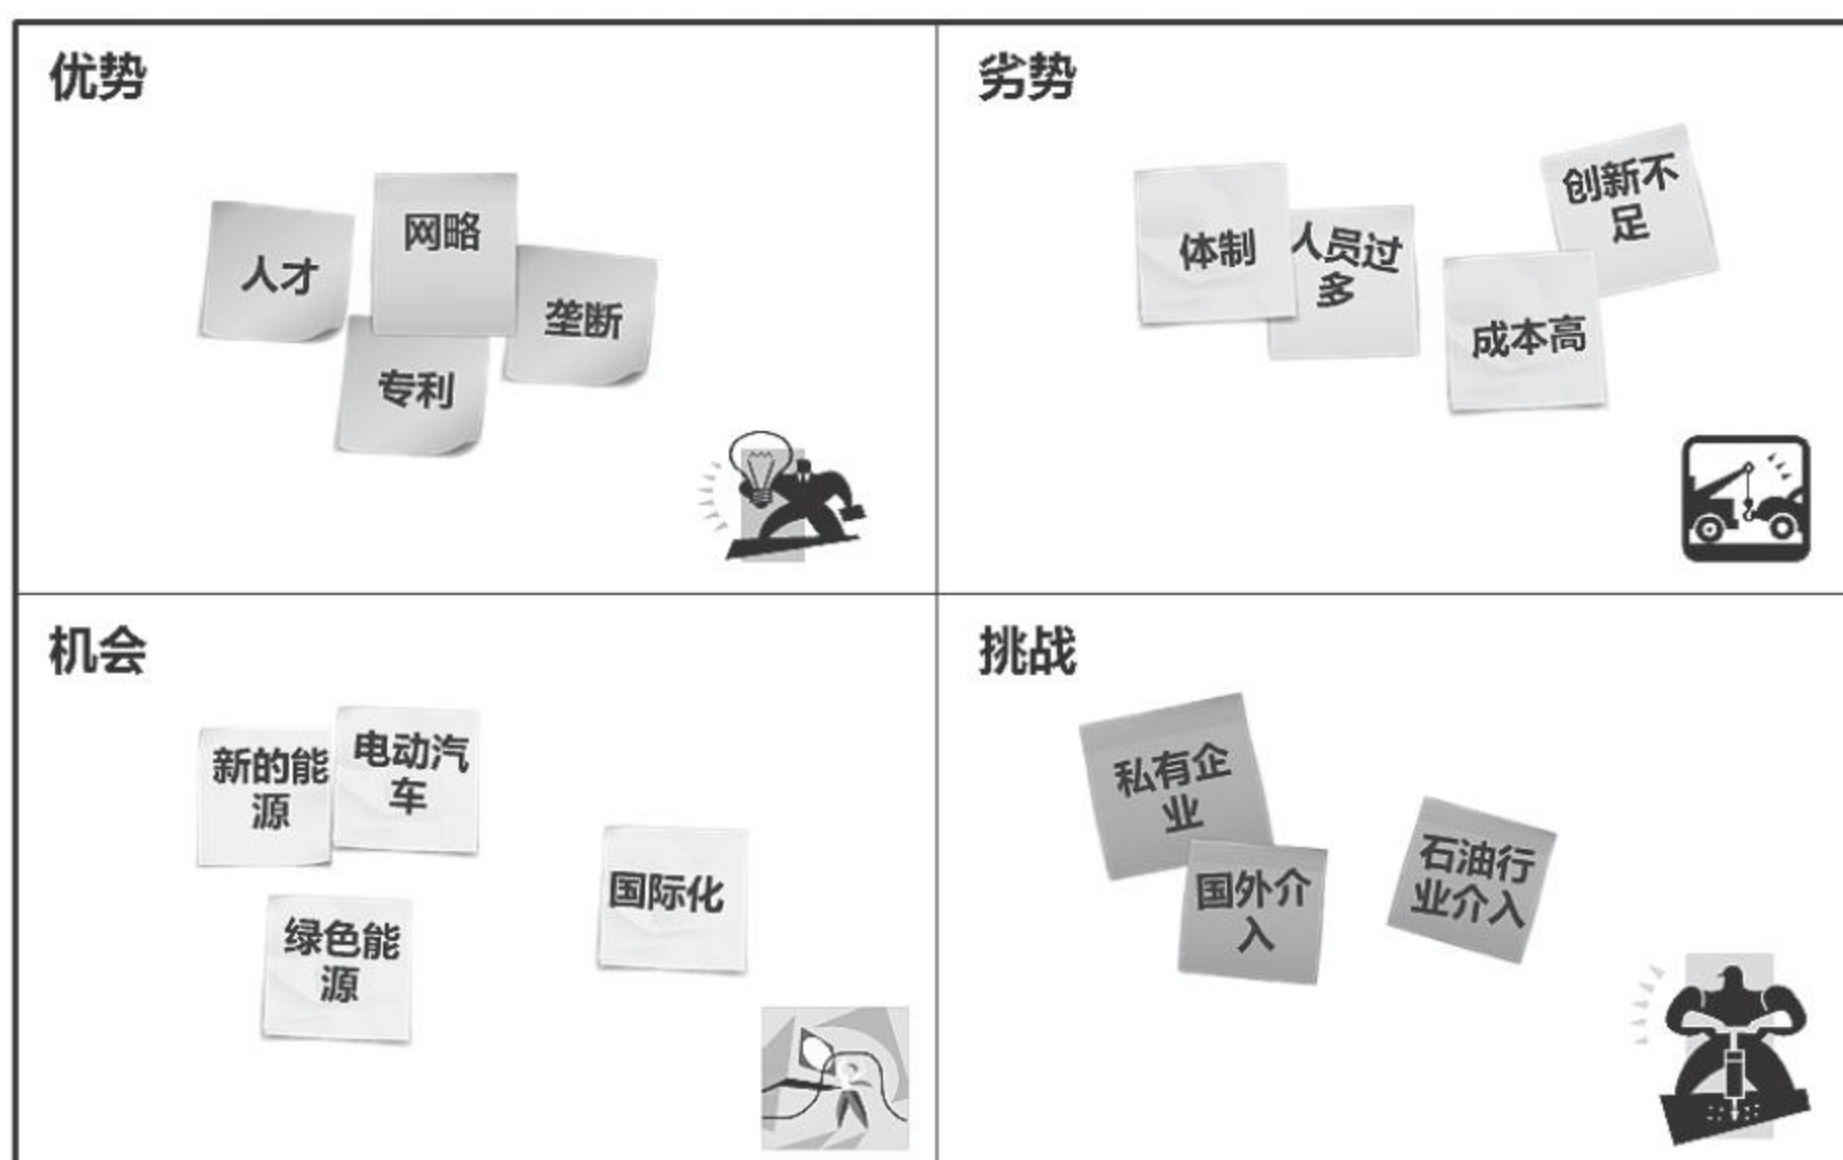 优势
人才
网略
垄断
专利
劣势
体制
人员过
多
创新不
足
成本高
机会
新的能
源
电动汽
车
绿色能
源
国际化
挑战
私有企
业
国外介
入
石油行
业介入